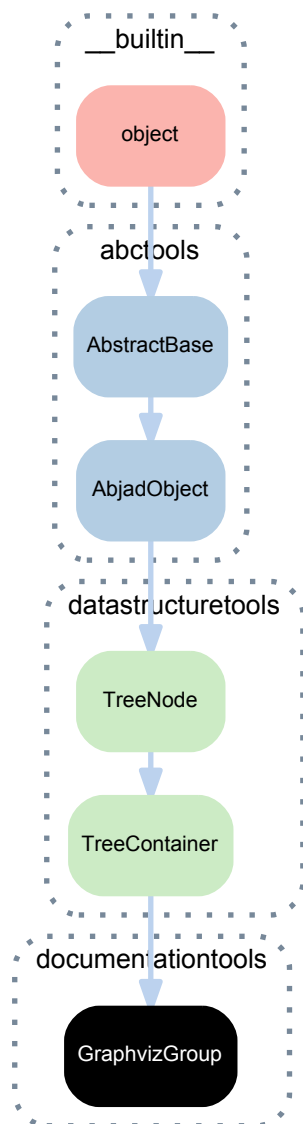 __builtin__
object
abctools
AbstractBase
AbjadObject
datastructuretools
TreeNode
TreeContainer
documentationtools
GraphvizGroup